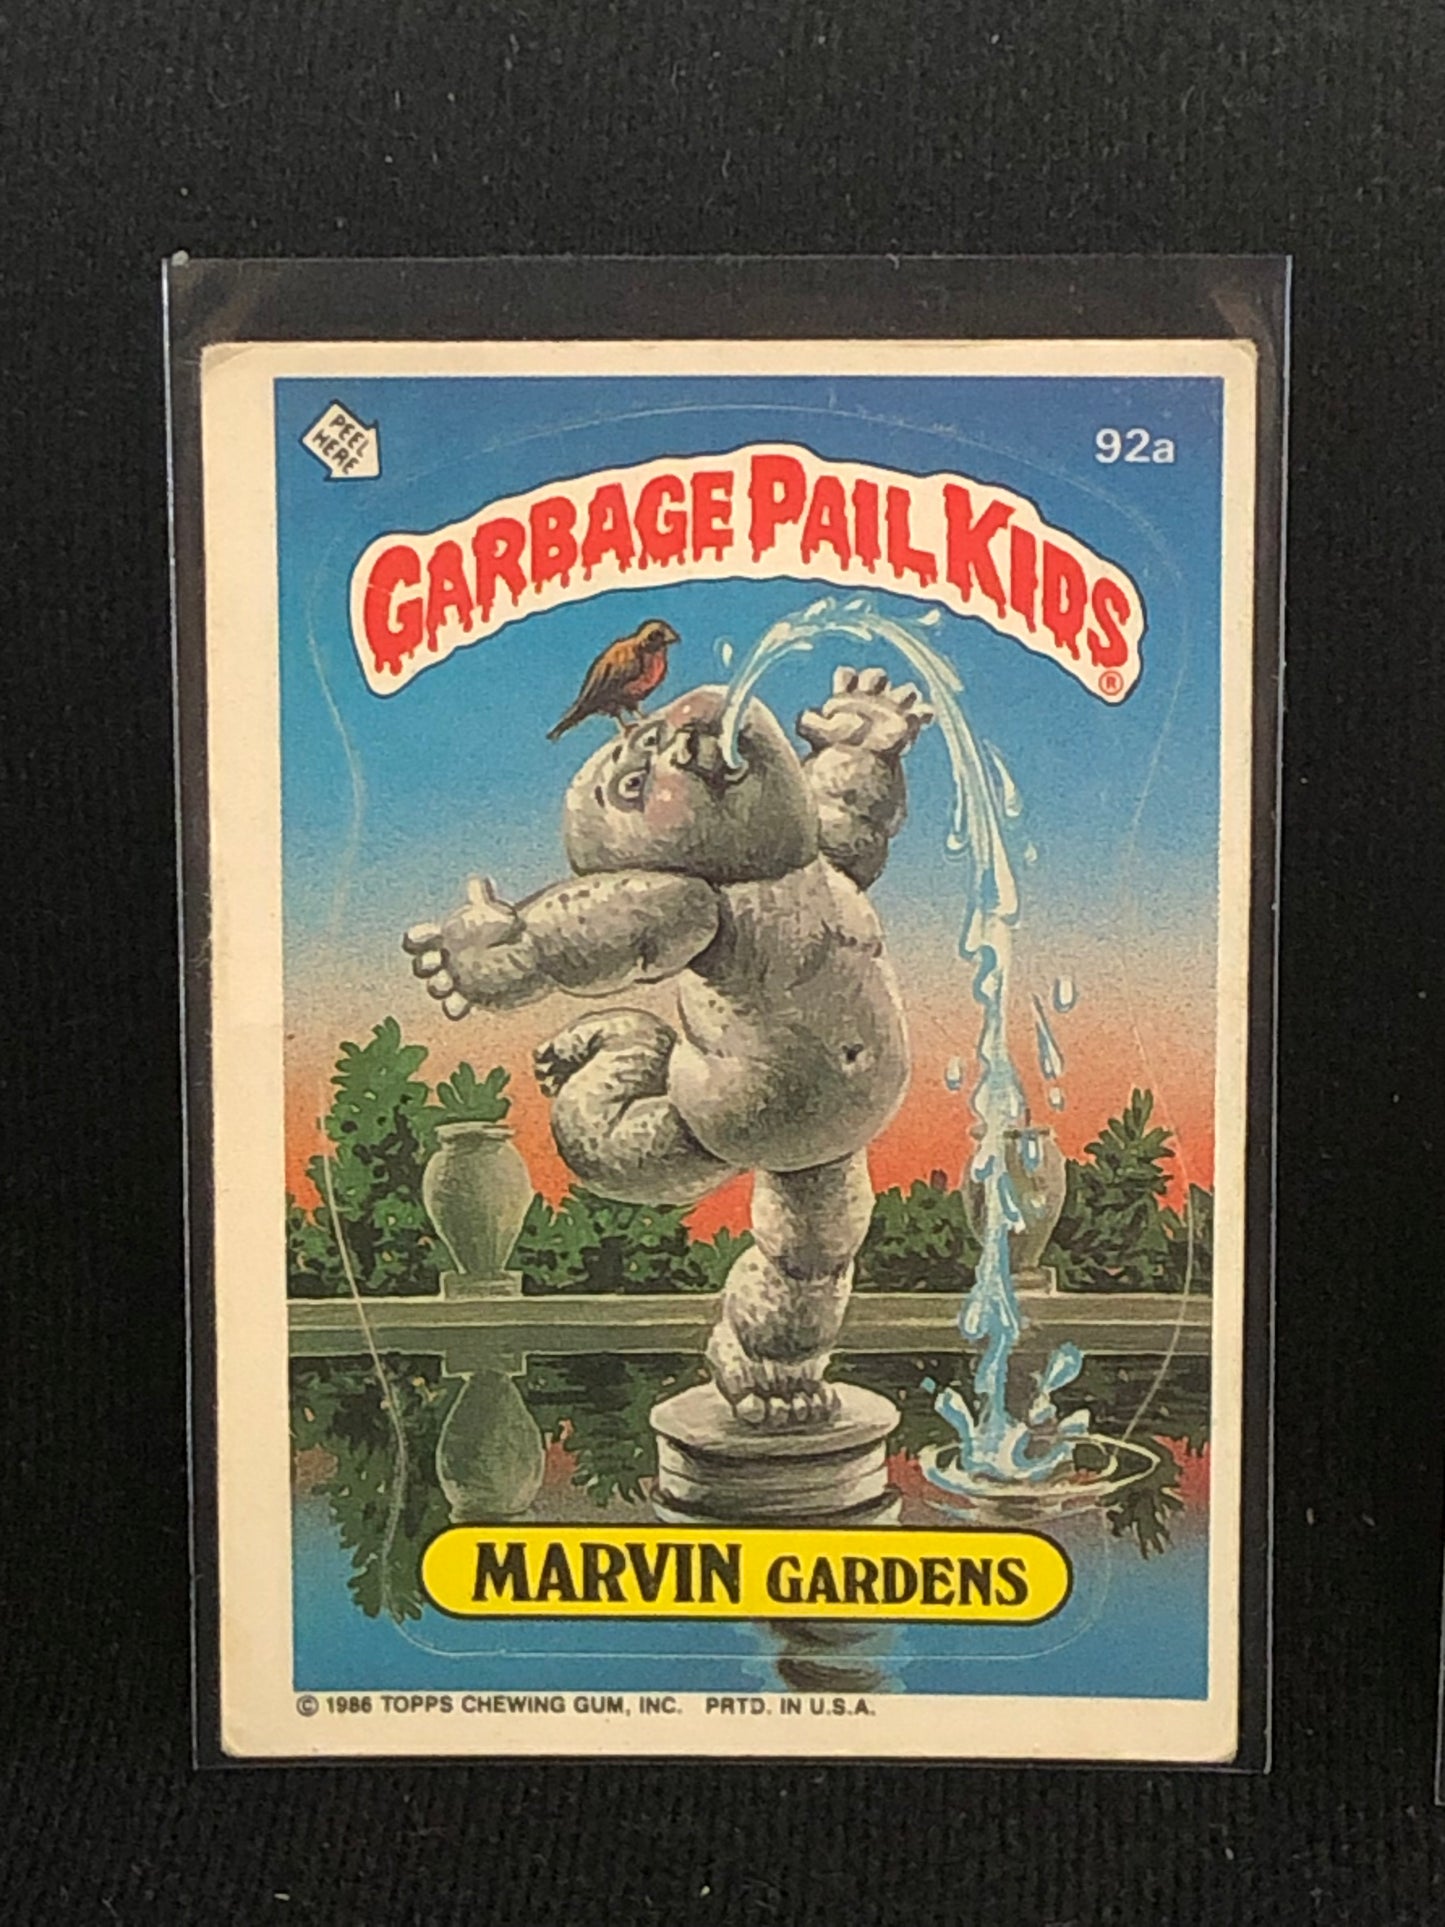 PEEL
HERE
92a
GARBAGE PAIL KIDS®
MARVIN GARDENS
© 1986 TOPPS CHEWING GUM, INC. PRTD. IN U.S.A.